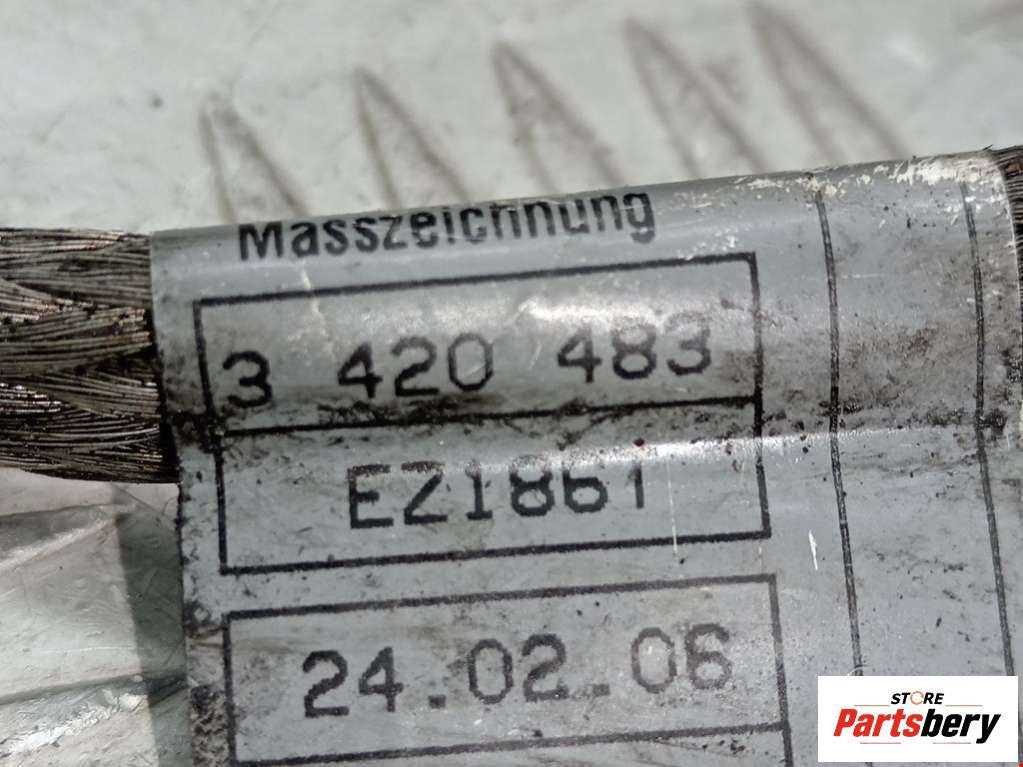 Masszeichnung
3 420 483
EZ1861
24.02.06
STORE
Partsbery